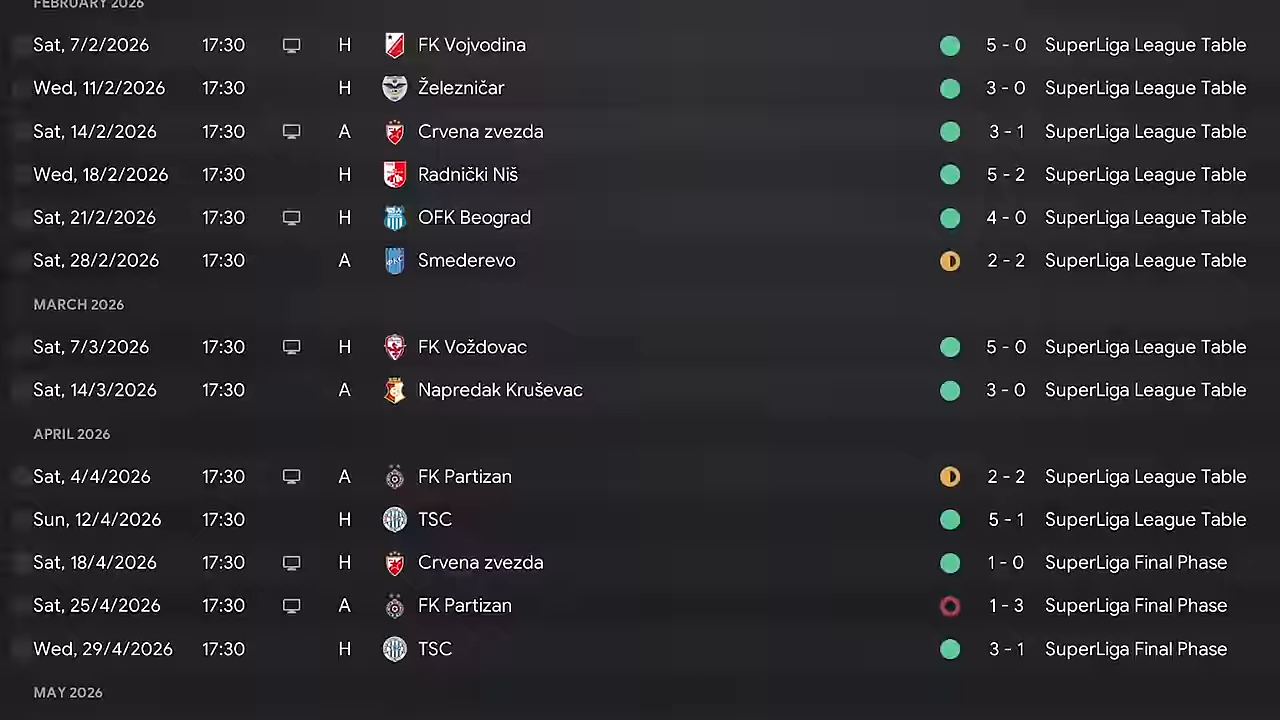 FEBRUARY 2026
Sat, 7/2/2026 17:30 H FK Vojvodina 5 - 0 SuperLiga League Table
Wed, 11/2/2026 17:30 H Železničar 3 - 0 SuperLiga League Table
Sat, 14/2/2026 17:30 A Crvena zvezda 3 - 1 SuperLiga League Table
Wed, 18/2/2026 17:30 H Radnički Niš 5 - 2 SuperLiga League Table
Sat, 21/2/2026 17:30 H OFK Beograd 4 - 0 SuperLiga League Table
Sat, 28/2/2026 17:30 A Smederevo 2 - 2 SuperLiga League Table
MARCH 2026
Sat, 7/3/2026 17:30 H FK Voždovac 5 - 0 SuperLiga League Table
Sat, 14/3/2026 17:30 A Napredak Kruševac 3 - 0 SuperLiga League Table
APRIL 2026
Sat, 4/4/2026 17:30 A FK Partizan 2 - 2 SuperLiga League Table
Sun, 12/4/2026 17:30 H TSC 5 - 1 SuperLiga League Table
Sat, 18/4/2026 17:30 H Crvena zvezda 1 - 0 SuperLiga Final Phase
Sat, 25/4/2026 17:30 A FK Partizan 1 - 3 SuperLiga Final Phase
Wed, 29/4/2026 17:30 H TSC 3 - 1 SuperLiga Final Phase
MAY 2026